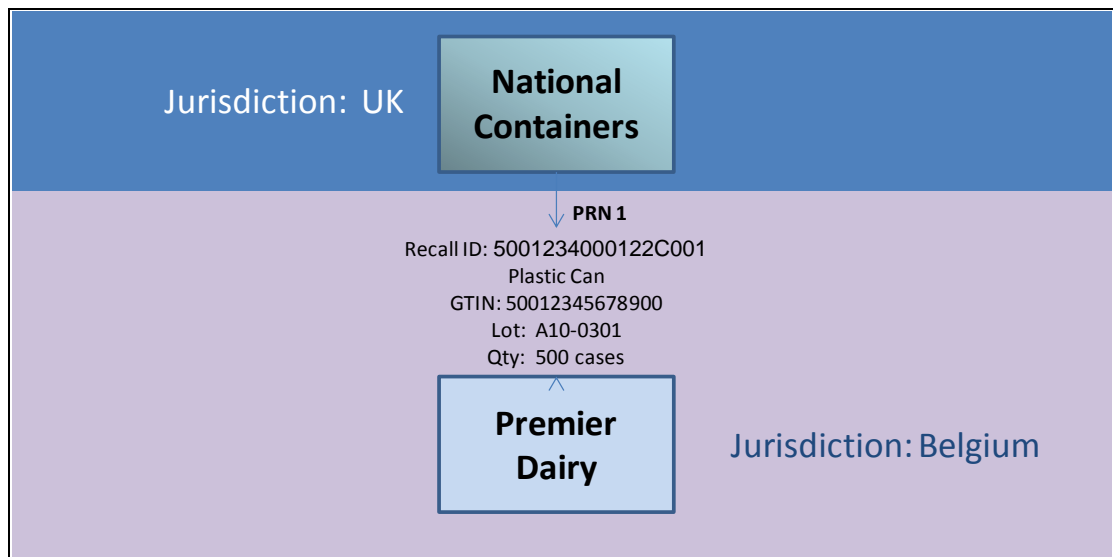 Jurisdiction: UK
National
Containers
PRN 1
Recall ID: 5001234000122C001
Plastic Can
GTIN: 50012345678900
Lot: A10-0301
Qty: 500 cases
Premier
Dairy
Jurisdiction: Belgium